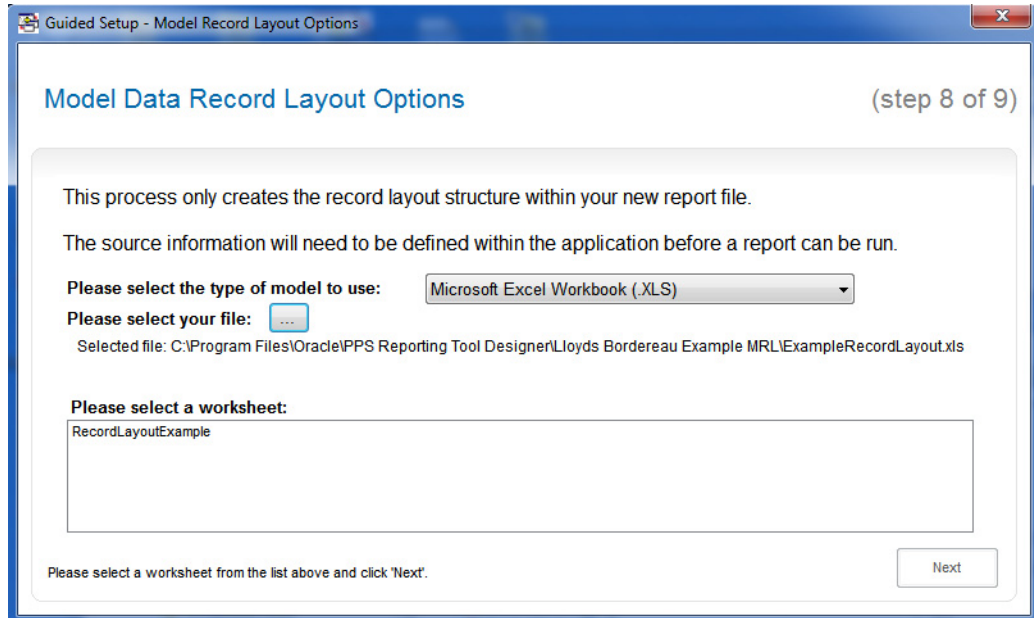 Guided Setup - Model Record Layout Options
Model Data Record Layout Options
(step 8 of 9)
This process only creates the record layout structure within your new report file.
The source information will need to be defined within the application before a report can be run.
Please select the type of model to use:
Microsoft Excel Workbook (.XLS)
Please select your file:
...
Selected file: C:\Program Files\Oracle\PPS Reporting Tool Designer\Lloyds Bordereau Example MRL\ExampleRecordLayout.xls
Please select a worksheet:
RecordLayoutExample
Please select a worksheet from the list above and click 'Next'.
Next